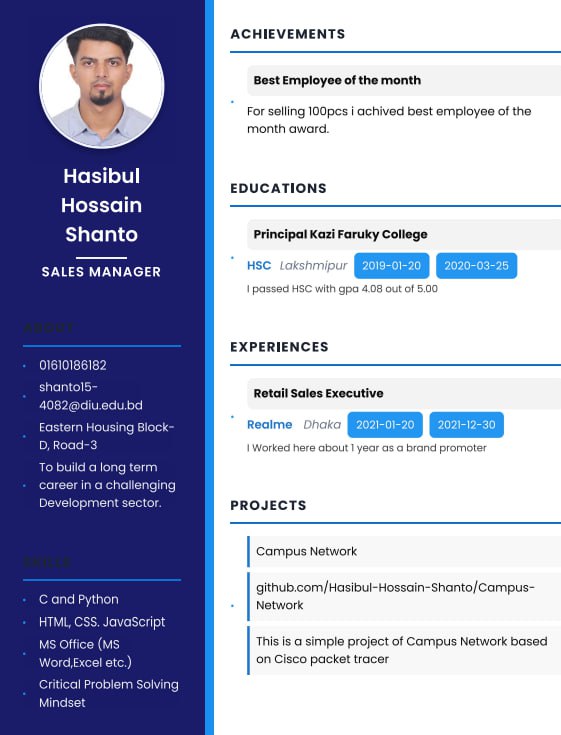 Hasibul
Hossain
Shanto
SALES MANAGER
ABOUT
01610186182
shanto15-
4082@diu.edu.bd
Eastern Housing Block-
D, Road-3
To build a long term
career in a challenging
Development sector.
SKILLS
C and Python
HTML, CSS. JavaScript
MS Office (MS
Word,Excel etc.)
Critical Problem Solving
Mindset
ACHIEVEMENTS
Best Employee of the month
For selling 100pcs i achived best employee of the
month award.
EDUCATIONS
Principal Kazi Faruky College
HSC Lakshmipur 2019-01-20 2020-03-25
I passed HSC with gpa 4.08 out of 5.00
EXPERIENCES
Retail Sales Executive
Realme Dhaka 2021-01-20 2021-12-30
I Worked here about 1 year as a brand promoter
PROJECTS
Campus Network
github.com/Hasibul-Hossain-Shanto/Campus-
Network
This is a simple project of Campus Network based
on Cisco packet tracer